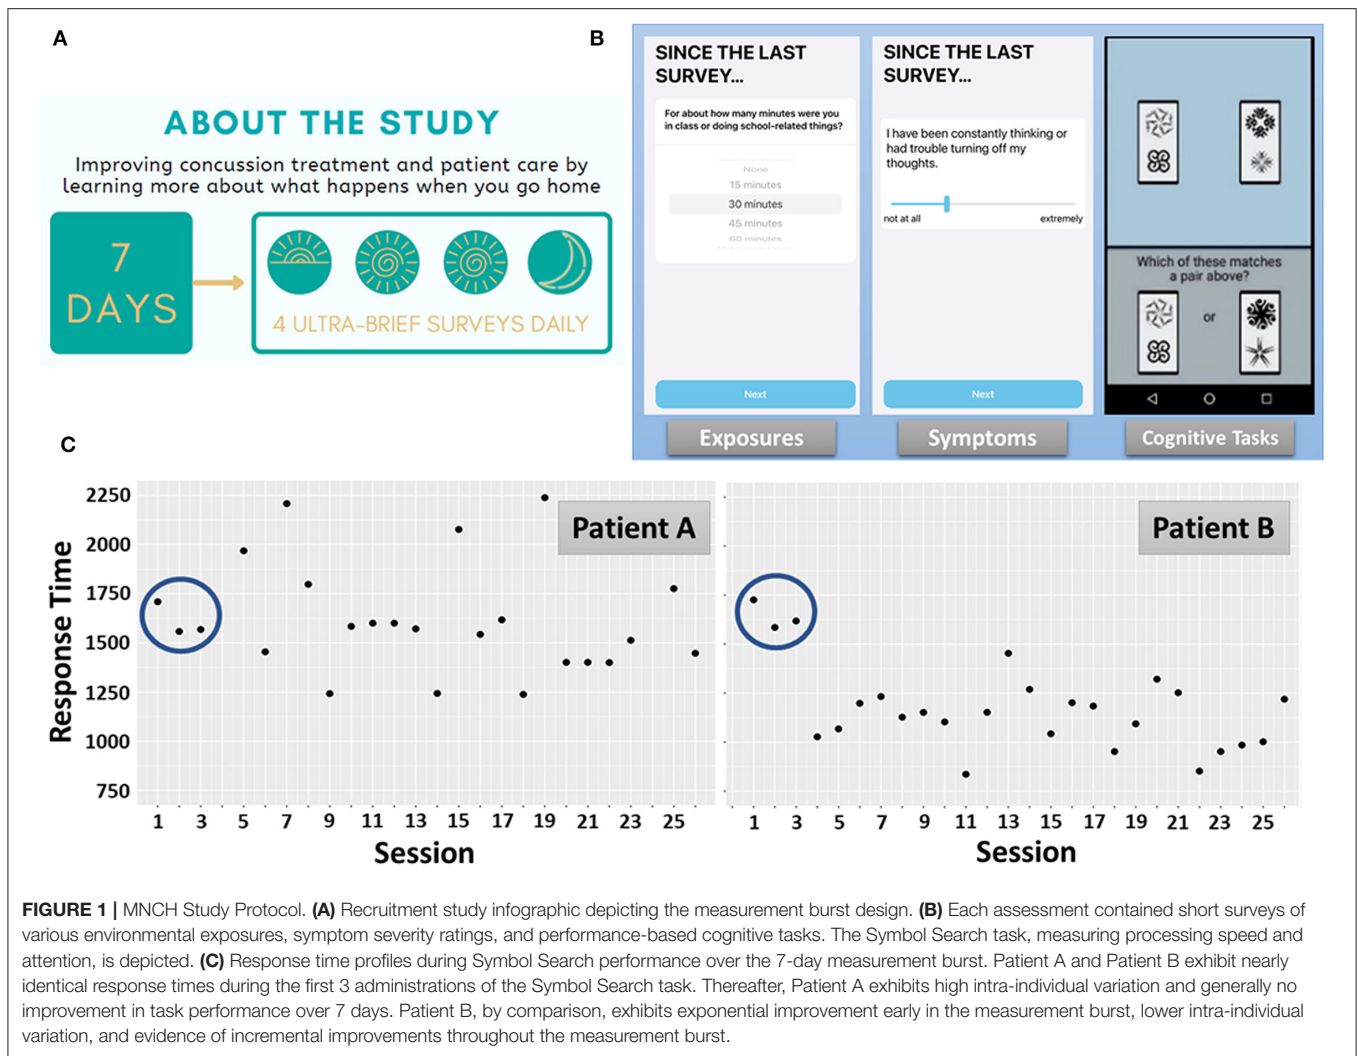 A
ABOUT THE STUDY
Improving concussion treatment and patient care by
learning more about what happens when you go home
7
DAYS
4 ULTRA-BRIEF SURVEYS DAILY
B
SINCE THE LAST
SURVEY...
For about how many minutes were you
in class or doing school-related things?
None
15 minutes
30 minutes
45 minutes
60 minutes
Next
Exposures
SINCE THE LAST
SURVEY...
I have been constantly thinking or
had trouble turning off my
thoughts.
not at all
extremely
Next
Symptoms
Which of these matches
a pair above?
or
Cognitive Tasks
C
Response Time
2250
2000
1750
1500
1250
1000
750
Patient A
1 3 5 7 9 11 13 15 17 19 21 23 25
Session
Patient B
1 3 5 7 9 11 13 15 17 19 21 23 25
Session
FIGURE 1 | MNCH Study Protocol. (A) Recruitment study infographic depicting the measurement burst design. (B) Each assessment contained short surveys of
various environmental exposures, symptom severity ratings, and performance-based cognitive tasks. The Symbol Search task, measuring processing speed and
attention, is depicted. (C) Response time profiles during Symbol Search performance over the 7-day measurement burst. Patient A and Patient B exhibit nearly
identical response times during the first 3 administrations of the Symbol Search task. Thereafter, Patient A exhibits high intra-individual variation and generally no
improvement in task performance over 7 days. Patient B, by comparison, exhibits exponential improvement early in the measurement burst, lower intra-individual
variation, and evidence of incremental improvements throughout the measurement burst.